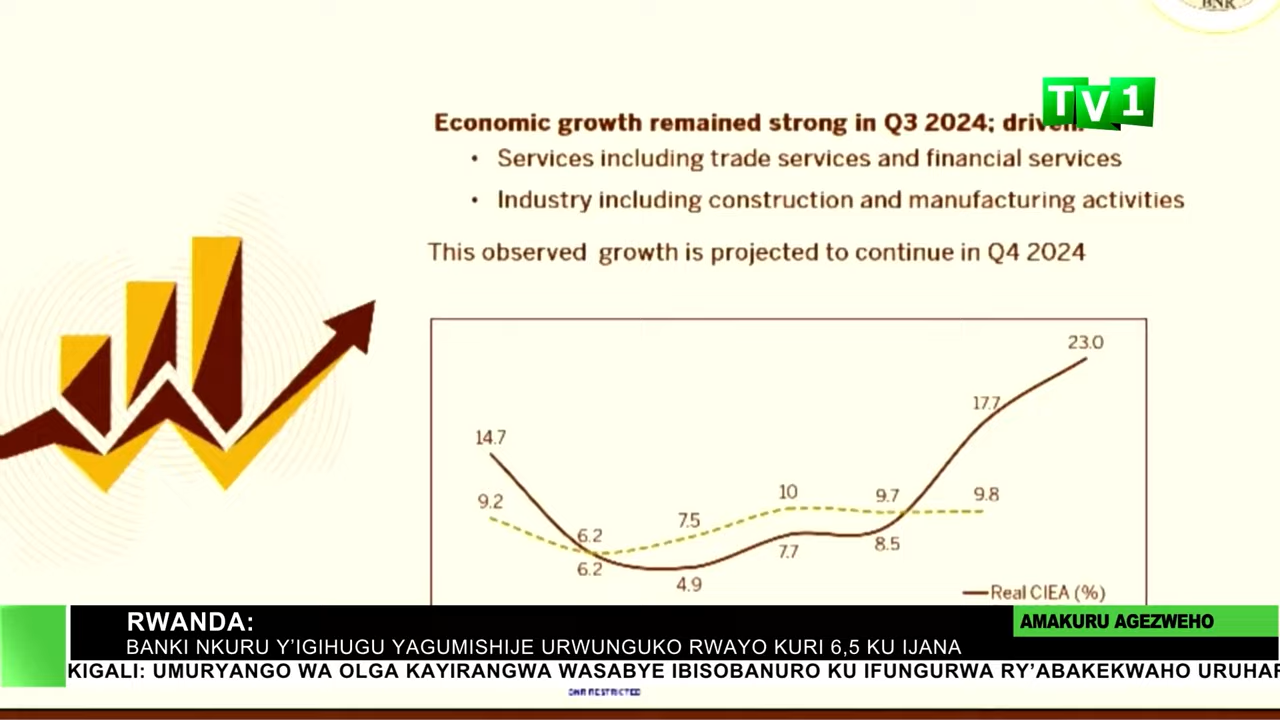 BNR
TV1
Economic growth remained strong in Q3 2024;
• Services including trade services and financial services
• Industry including construction and manufacturing activities
This observed growth is projected to continue in Q4 2024
23.0
17.7
14.7
9.2
6.2
7.5
10
9.7
9.8
6.2
4.9
7.7
8.5
Real CIEA (%)
RWANDA:
AMAKURU AGEZWEHO
BANKI NKURU Y'IGIHUGU YAGUMISHIJE URWUNGUKO RWAYO KURI 6,5 KU IJANA
KIGALI: UMURYANGO WA OLGA KAYIRANGWA WASABYE IBISOBANURO KU IFUNGURWA RY'ABAKEKWAHO
BNR RESTRICTED